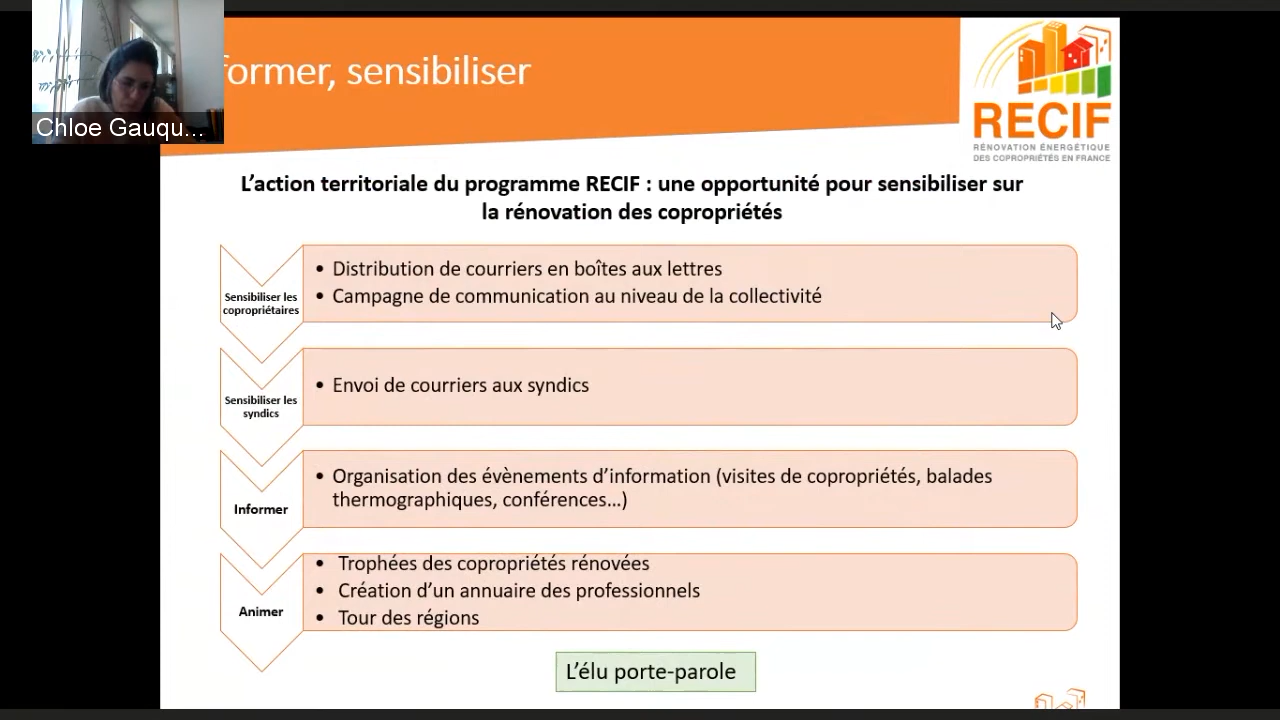 former, sensibiliser
Chloe Gauqu...
RECIF
RÉNOVATION ÉNERGÉTIQUE
DES COPROPRIÉTÉS EN FRANCE
L'action territoriale du programme RECIF : une opportunité pour sensibiliser sur
la rénovation des copropriétés
Sensibiliser les
copropriétaires
• Distribution de courriers en boîtes aux lettres
• Campagne de communication au niveau de la collectivité
Sensibiliser les
syndics
• Envoi de courriers aux syndics
Informer
• Organisation des évènements d'information (visites de copropriétés, balades
thermographiques, conférences...)
Animer
• Trophées des copropriétés rénovées
• Création d'un annuaire des professionnels
• Tour des régions
L'élu porte-parole